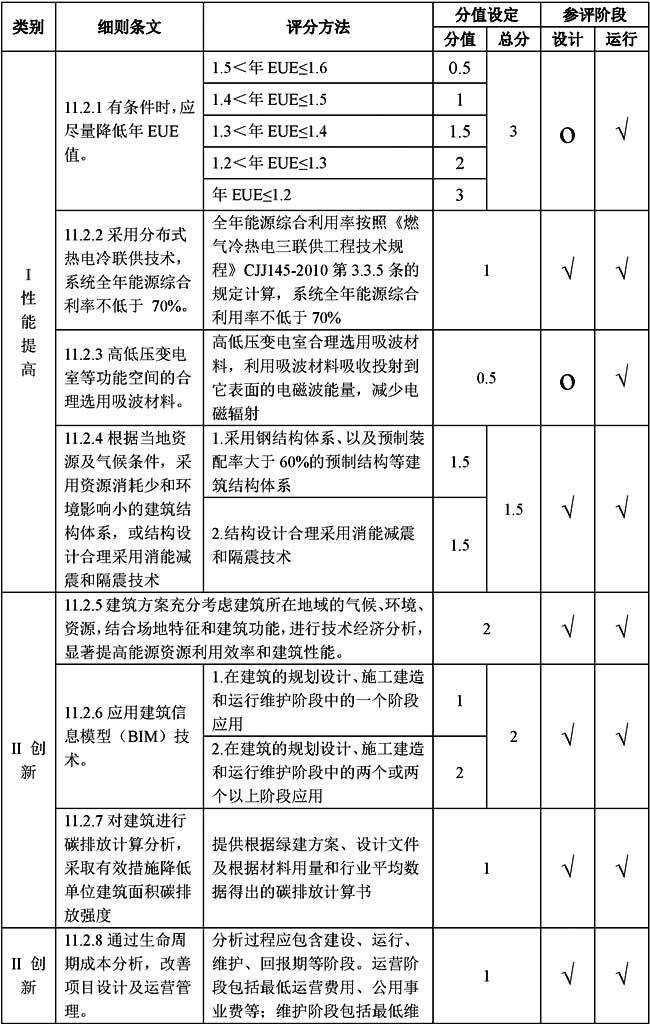 类别 细则条文 评分方法 分值设定 参评阶段
分值 总分 设计 运行
I
性
能
提
高
11.2.1 有条件时，应
尽量降低年 EUE
值。
1.5＜年 EUE≤1.6 0.5
1.4＜年 EUE≤1.5 1
1.3＜年 EUE≤1.4 1.5
1.2＜年 EUE≤1.3 2
年 EUE≤1.2 3
3 O √
11.2.2 采用分布式
热电冷联供技术，
系统全年能源综合
利率不低于 70%。
全年能源综合利用率按照《燃
气冷热电三联供工程技术规
程》CJJ145-2010 第 3.3.5 条的
规定计算，系统全年能源综合
利用率不低于 70%
1 √ √
11.2.3 高低压变电
室等功能空间的合
理选用吸波材料。
高低压变电室合理选用吸波材
料，利用吸波材料吸收投射到
它表面的电磁波能量，减少电
磁辐射
0.5 O √
11.2.4 根据当地资
源及气候条件，采
用资源消耗少和环
境影响小的建筑结
构体系，或结构设
计合理采用消能减
震和隔震技术
1.采用钢结构体系、以及预制装
配率大于 60%的预制结构等建
筑结构体系
1.5
2.结构设计合理采用消能减震
和隔震技术
1.5
1.5 √ √
II 创
新
11.2.5 建筑方案充分考虑建筑所在地域的气候、环境、
资源，结合场地特征和建筑功能，进行技术经济分析，
显著提高能源资源利用效率和建筑性能。
2 √ √
11.2.6 应用建筑信
息模型（BIM）技
术。
1.在建筑的规划设计、施工建造
和运行维护阶段中的一个阶段
应用
1
2.在建筑的规划设计、施工建造
和运行维护阶段中的两个或两
个以上阶段应用
2
2 √ √
11.2.7 对建筑进行
碳排放计算分析，
采取有效措施降低
单位建筑面积碳排
放强度
提供根据绿建方案、设计文件
及根据材料用量和行业平均数
据得出的碳排放计算书
1 √ √
II 创
新
11.2.8 通过生命周
期成本分析，改善
项目设计及运营管
理。
分析过程应包含建设、运行、
维护、回报期等阶段。运营阶
段包括最低运营费用、公用事
业费等；维护阶段包括最低维
1 √ √